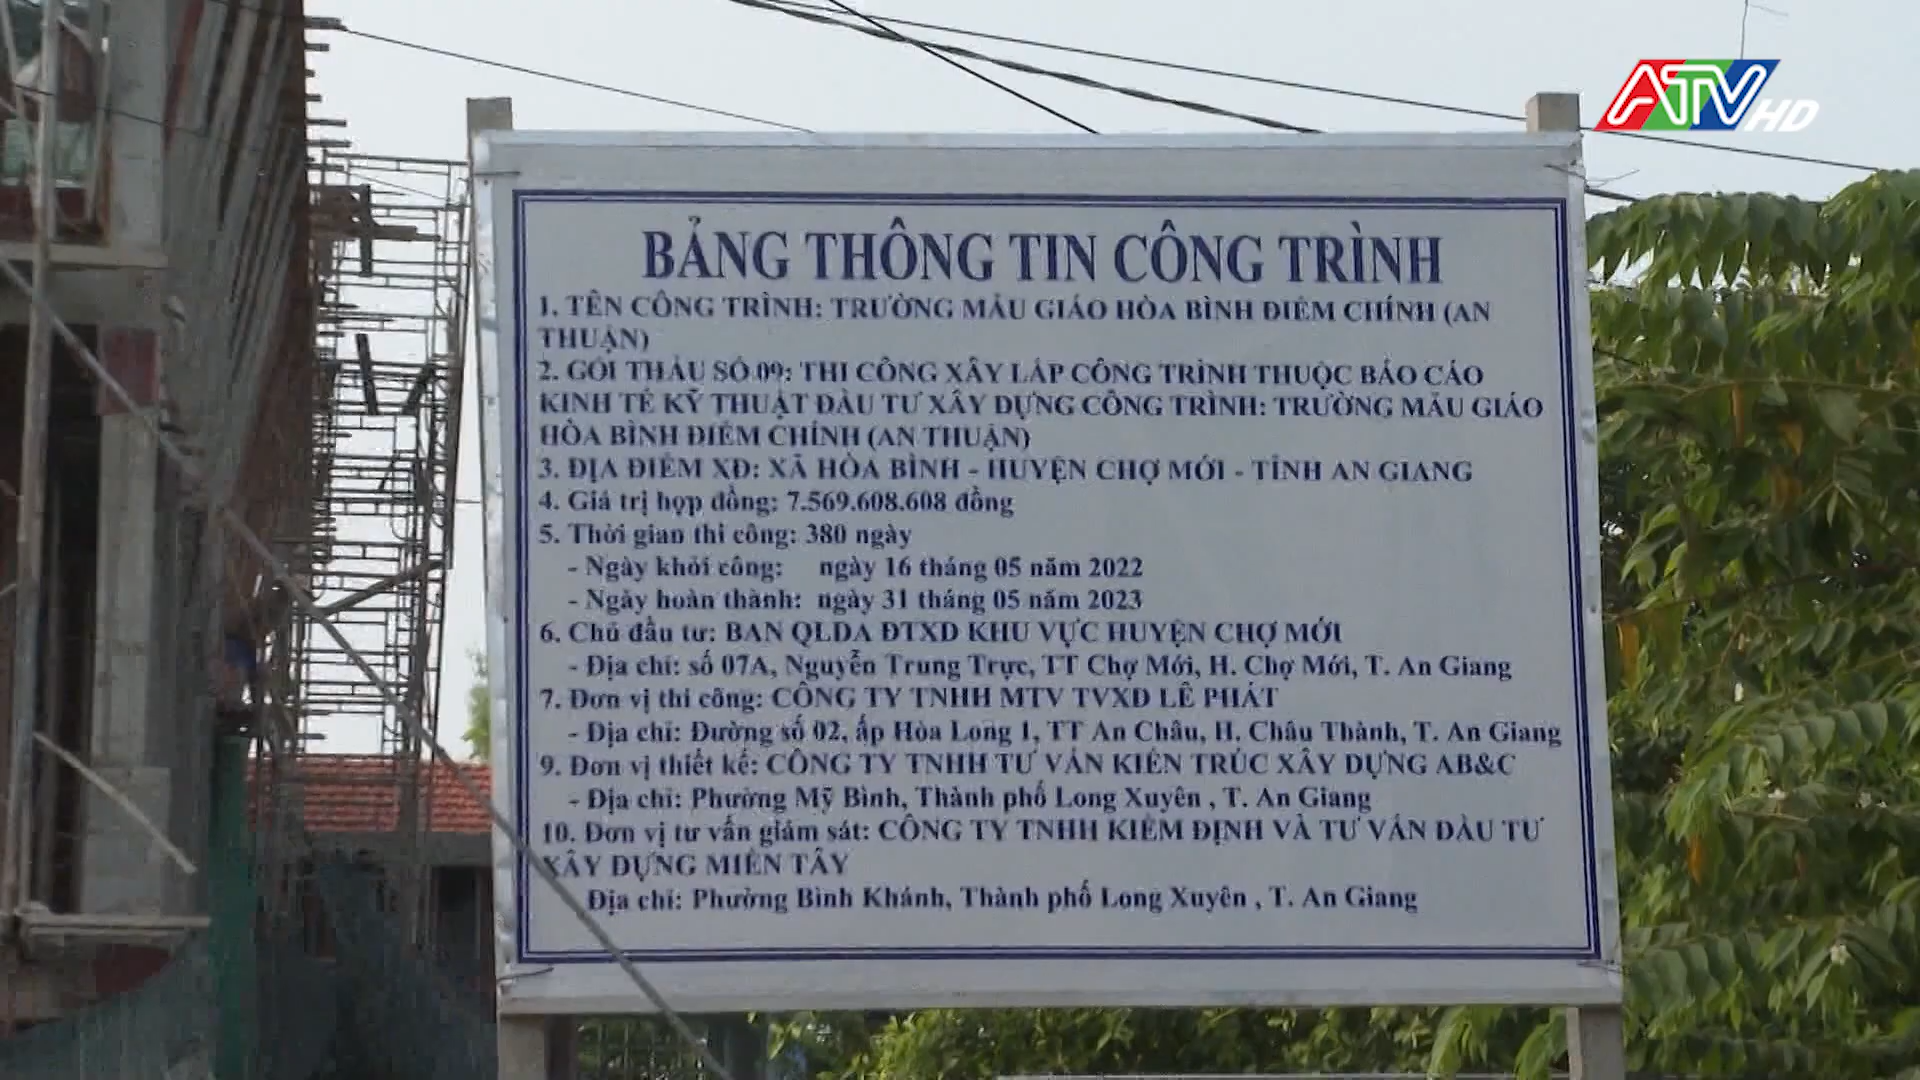 ATV HD
BẢNG THÔNG TIN CÔNG TRÌNH
1. TÊN CÔNG TRÌNH: TRƯỜNG MẪU GIÁO HÒA BÌNH ĐIỂM CHÍNH (AN
THUẬN)
2. GÓI THẦU SỐ 09: THI CÔNG XÂY LẮP CÔNG TRÌNH THUỘC BÁO CÁO
KINH TẾ KỸ THUẬT ĐẦU TƯ XÂY DỰNG CÔNG TRÌNH: TRƯỜNG MẪU GIÁO
HÒA BÌNH ĐIỂM CHÍNH (AN THUẬN)
3. ĐỊA ĐIỂM XD: XÃ HÒA BÌNH - HUYỆN CHỢ MỚI - TỈNH AN GIANG
4. Giá trị hợp đồng: 7.569.608.608 đồng
5. Thời gian thi công: 380 ngày
- Ngày khởi công: ngày 16 tháng 05 năm 2022
- Ngày hoàn thành: ngày 31 tháng 05 năm 2023
6. Chủ đầu tư: BAN QLDA ĐTXD KHU VỰC HUYỆN CHỢ MỚI
- Địa chỉ: số 07A, Nguyễn Trung Trực, TT Chợ Mới, H. Chợ Mới, T. An Giang
7. Đơn vị thi công: CÔNG TY TNHH MTV TVXD LÊ PHÁT
- Địa chỉ: Đường số 02, ấp Hòa Long 1, TT An Châu, H. Châu Thành, T. An Giang
9. Đơn vị thiết kế: CÔNG TY TNHH TƯ VẤN KIẾN TRÚC XÂY DỰNG AB&C
- Địa chỉ: Phường Mỹ Bình, Thành phố Long Xuyên , T. An Giang
10. Đơn vị tư vấn giám sát: CÔNG TY TNHH KIỂM ĐỊNH VÀ TƯ VẤN ĐẦU TƯ
XÂY DỰNG MIỀN TÂY
Địa chỉ: Phường Bình Khánh, Thành phố Long Xuyên , T. An Giang